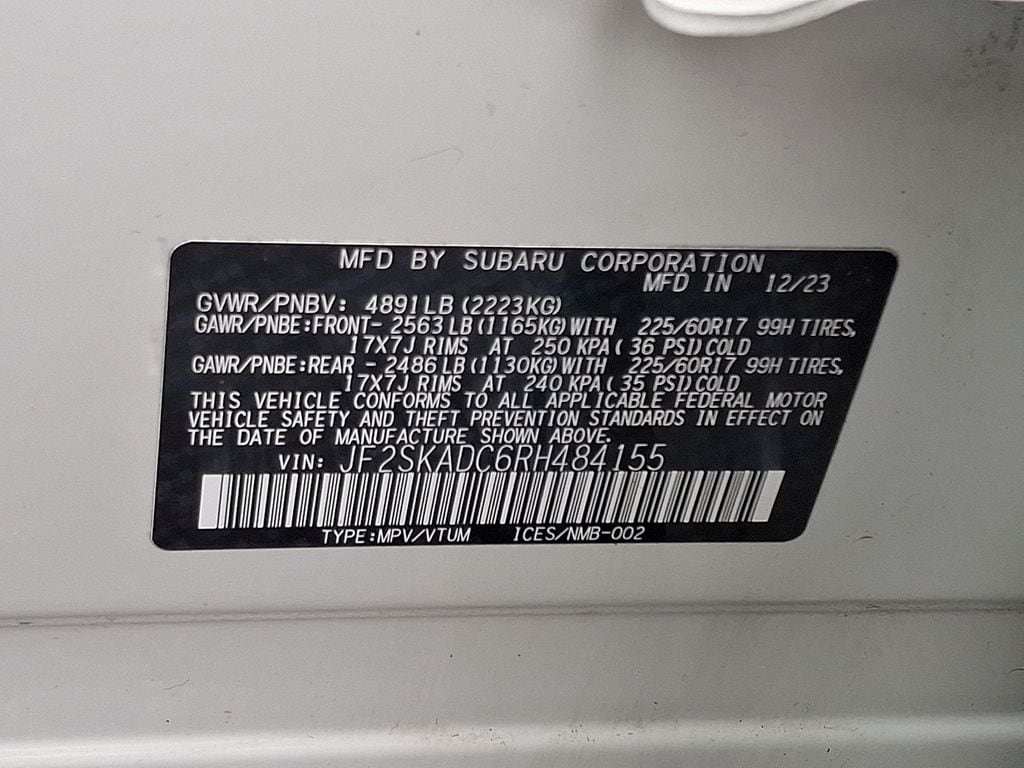 MFD BY SUBARU CORPORATION
MFD IN 12/23
GVWR/PNBV: 4891LB (2223KG)
GAWR/PNBE:FRONT- 2563LB (1165KG) WITH 225/60R17 99H TIRES,
17X7J RIMS AT 250 KPA ( 36 PSI) COLD
GAWR/PNBE:REAR - 2486LB (1130KG) WITH 225/60R17 99H TIRES,
17X7J RIMS AT 240 KPA ( 35 PSI) COLD
THIS VEHICLE CONFORMS TO ALL APPLICABLE FEDERAL MOTOR
VEHICLE SAFETY AND THEFT PREVENTION STANDARDS IN EFFECT ON
THE DATE OF MANUFACTURE SHOWN ABOVE.
VIN: JF2SKADC6RH484155
TYPE:MPV/VTUM ICES/NMB-002